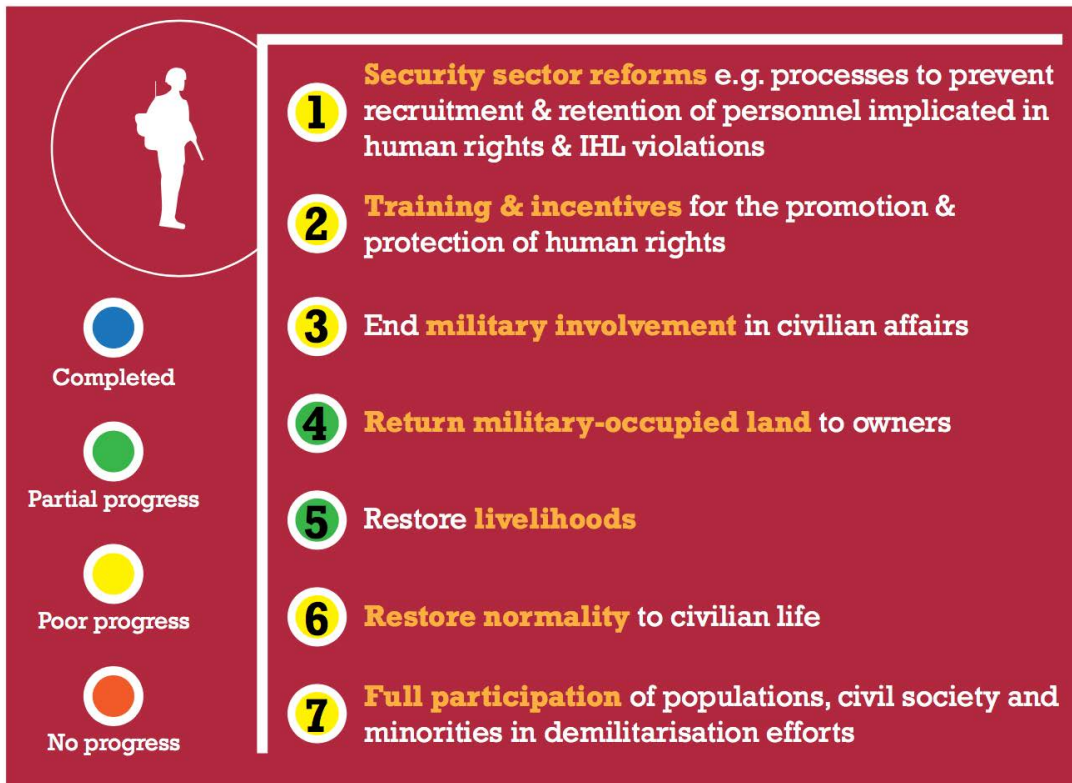 1
Security sector reforms e.g. processes to prevent
recruitment & retention of personnel implicated in
human rights & IHL violations
2
Training & incentives for the promotion &
protection of human rights
3
End military involvement in civilian affairs
4
Return military-occupied land to owners
5
Restore livelihoods
6
Restore normality to civilian life
7
Full participation of populations, civil society and
minorities in demilitarisation efforts
Completed
Partial progress
Poor progress
No progress